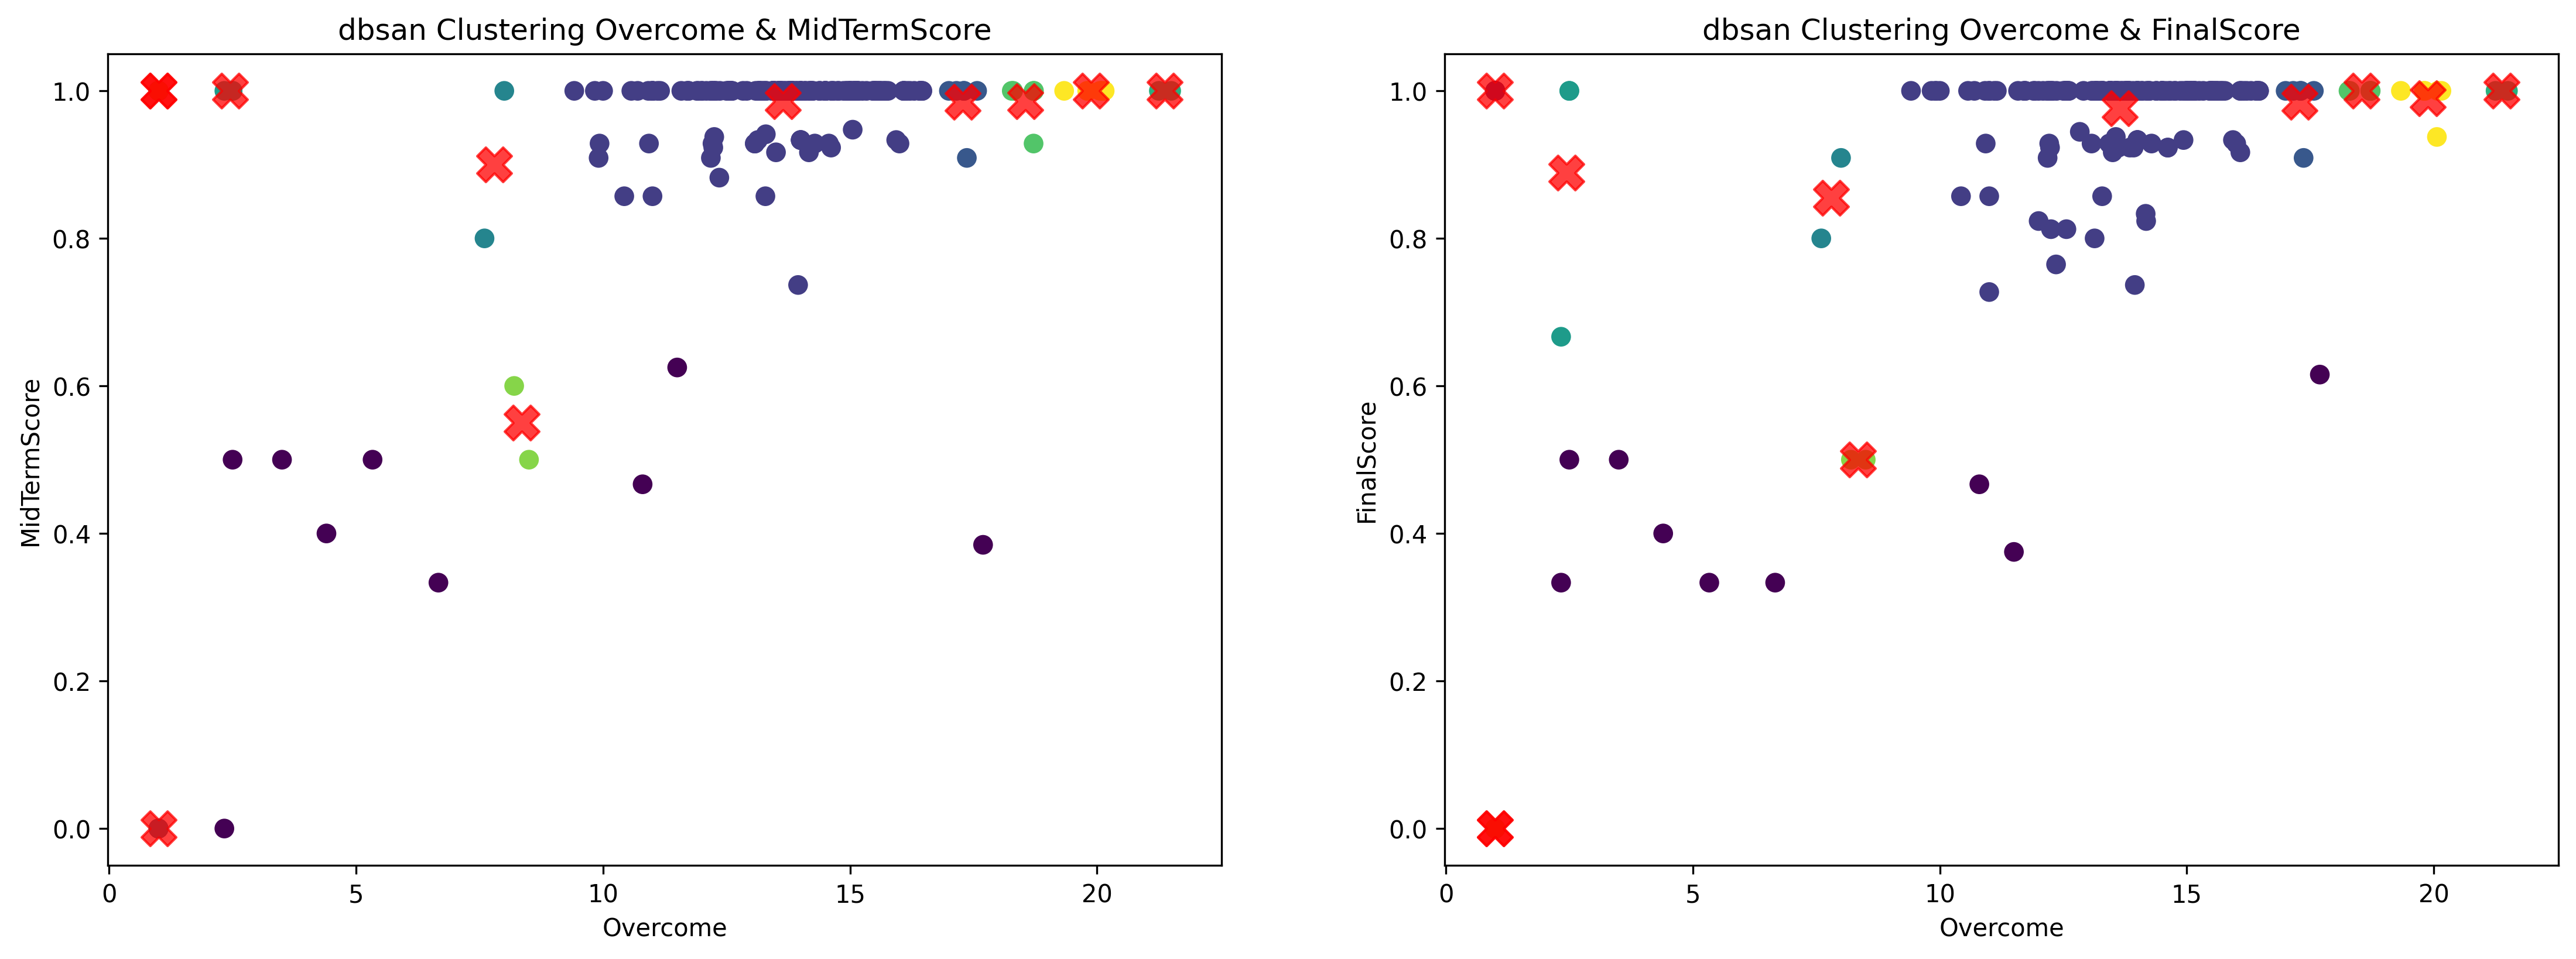 dbsan Clustering Overcome & MidTermScore
1.0
0.8
0.6
0.4
0.2
0.0
MidTermScore
0 5 10 15 20
Overcome
dbsan Clustering Overcome & FinalScore
1.0
0.8
0.6
0.4
0.2
0.0
FinalScore
0 5 10 15 20
Overcome